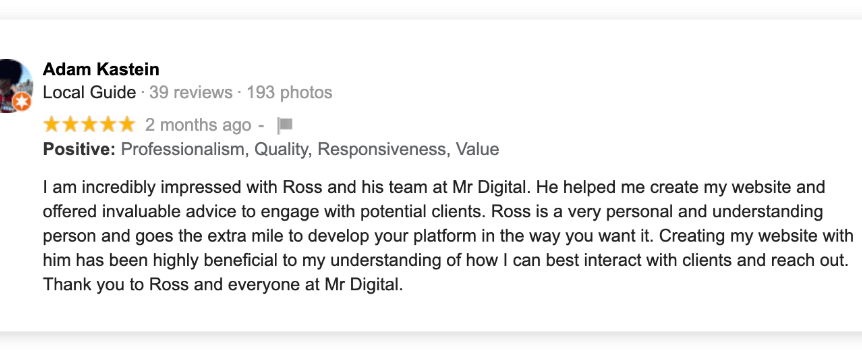 Adam Kastein
Local Guide · 39 reviews · 193 photos
2 months ago -
Positive: Professionalism, Quality, Responsiveness, Value
I am incredibly impressed with Ross and his team at Mr Digital. He helped me create my website and
offered invaluable advice to engage with potential clients. Ross is a very personal and understanding
person and goes the extra mile to develop your platform in the way you want it. Creating my website with
him has been highly beneficial to my understanding of how I can best interact with clients and reach out.
Thank you to Ross and everyone at Mr Digital.